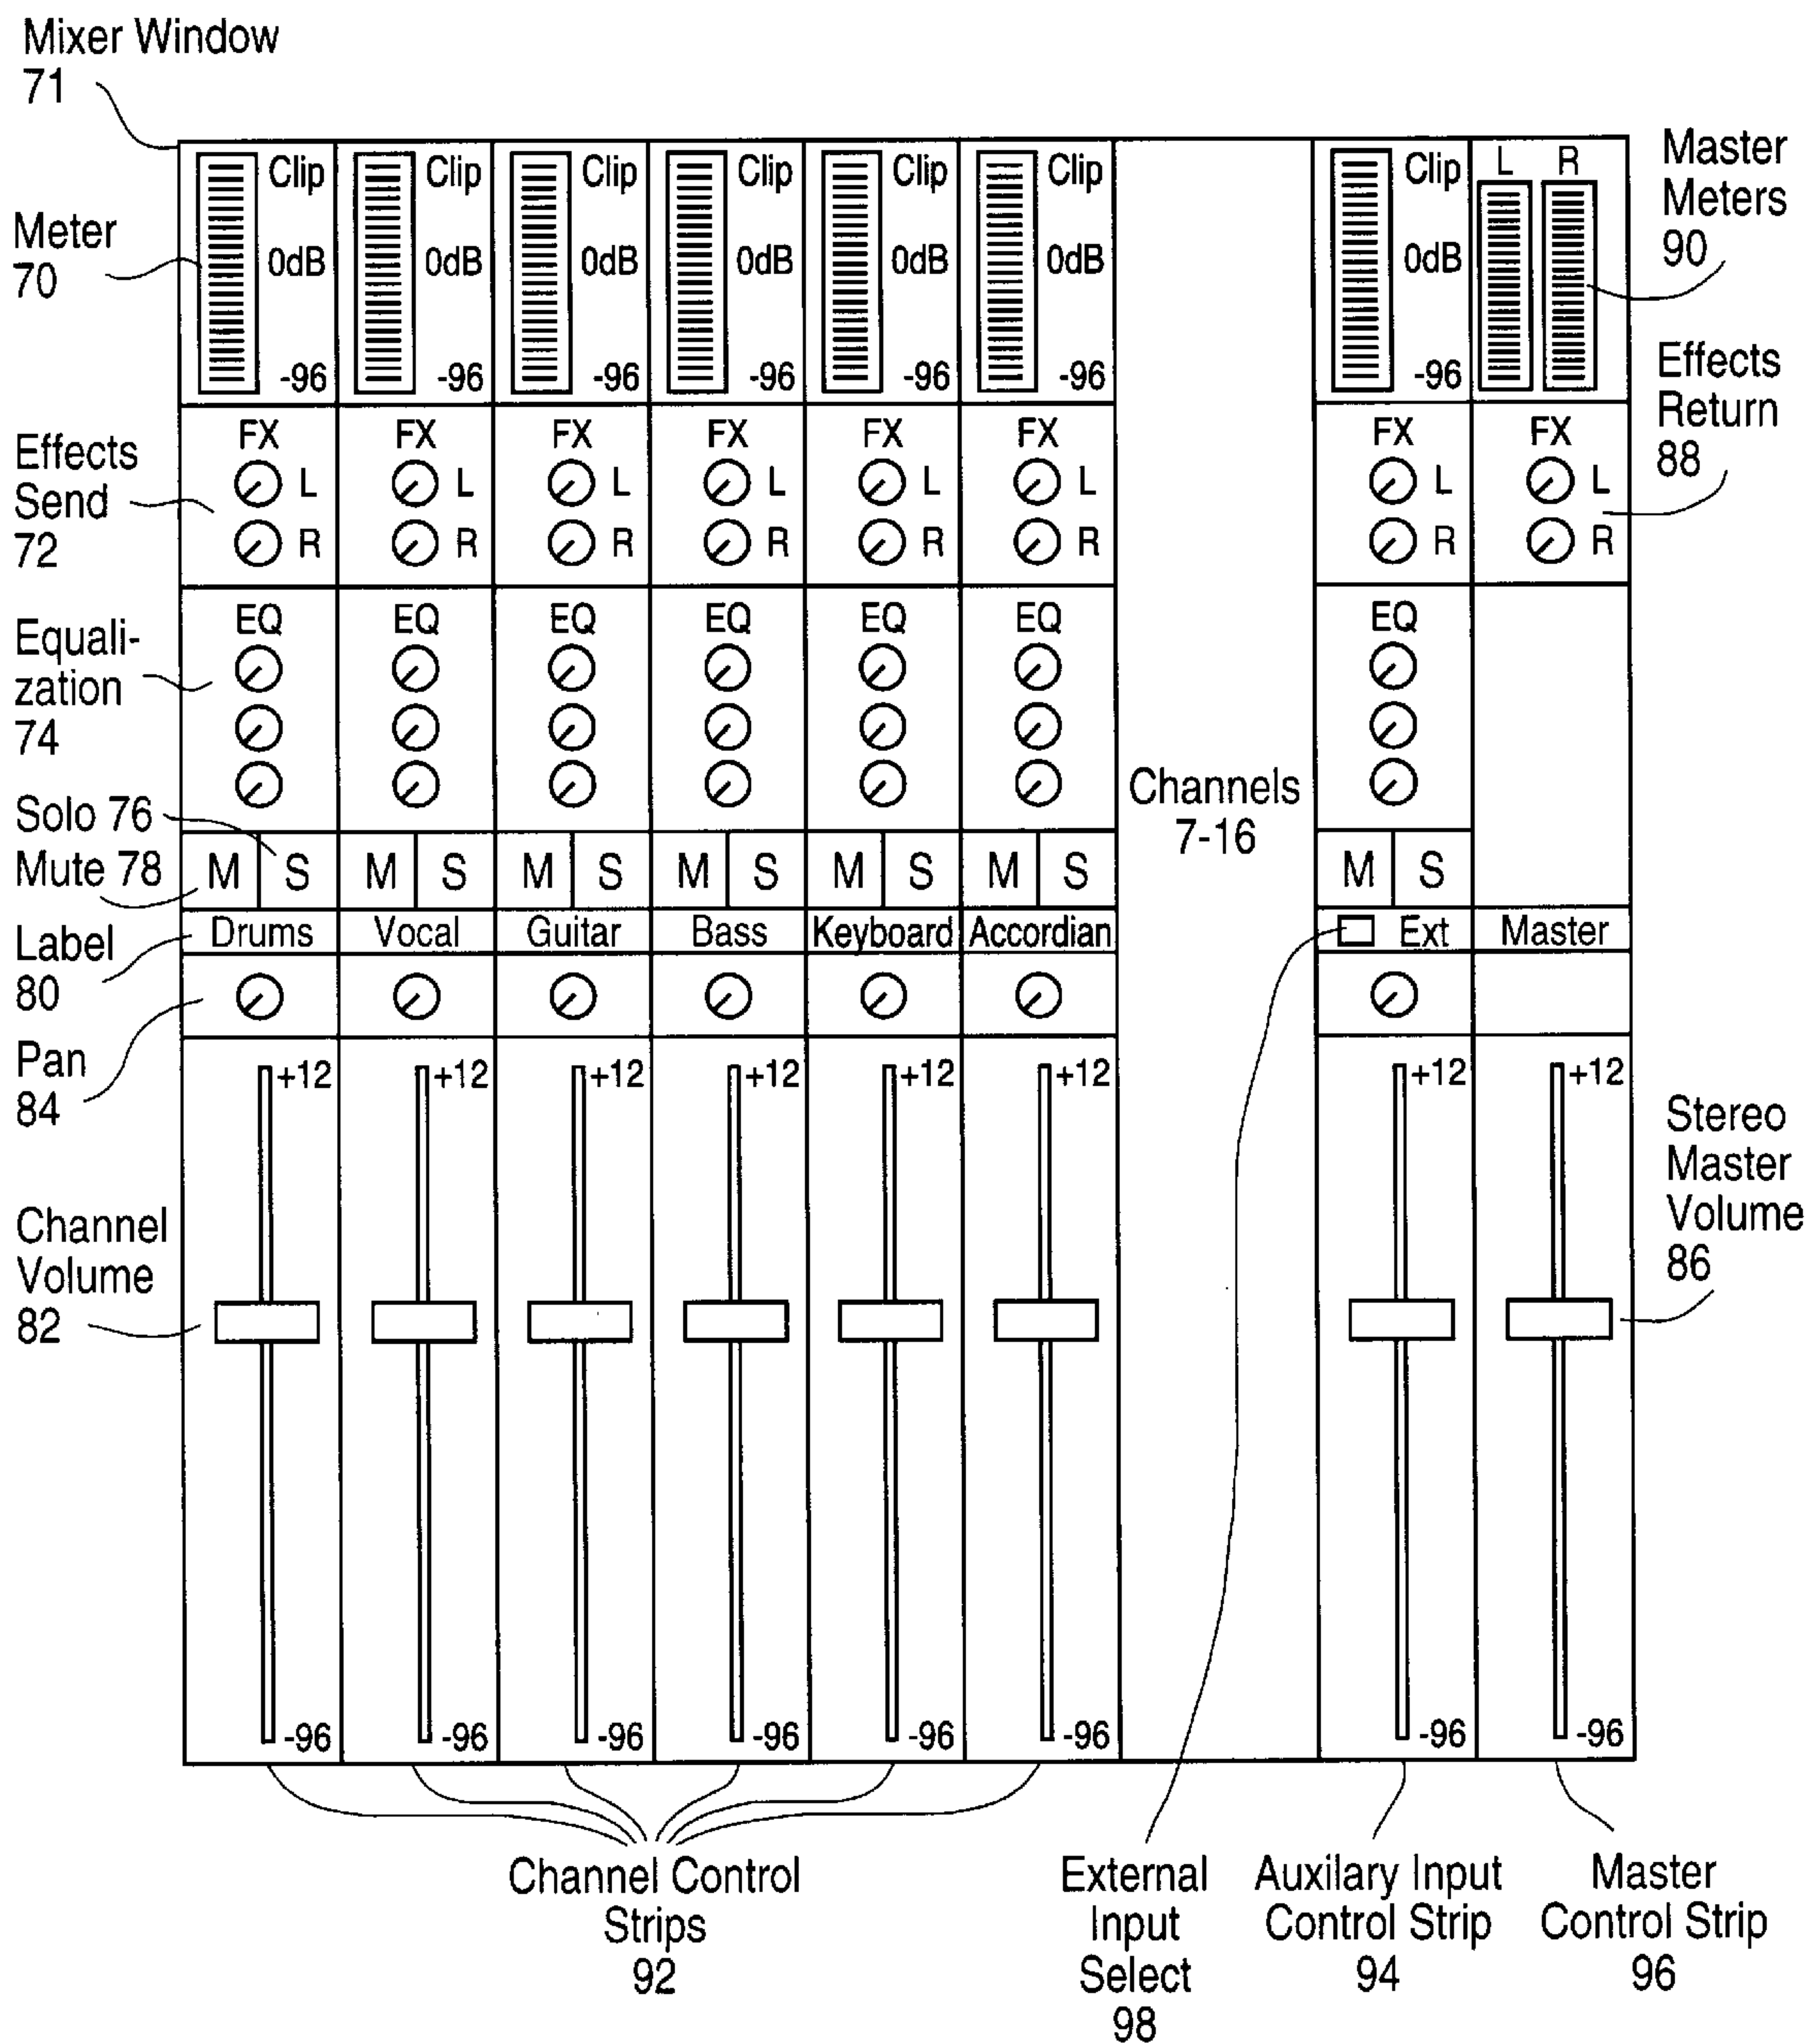 Mixer Window
71
Meter
70
Clip Clip Clip Clip Clip Clip Clip L R
0dB 0dB 0dB 0dB 0dB 0dB 0dB
-96 -96 -96 -96 -96 -96 -96
Master
Meters
90
Effects
Return
88
Effects
Send
72
FX FX FX FX FX FX FX FX
L L L L L L L L
R R R R R R R R
Equali-
zation
74
EQ EQ EQ EQ EQ EQ EQ
Channels
7-16
Solo 76
Mute 78
M S M S M S M S M S M S M S
Label
80
Drums Vocal Guitar Bass Keyboard Accordian Ext Master
Pan
84
+12 +12 +12 +12 +12 +12 +12 +12
Channel
Volume
82
Stereo
Master
Volume
86
-96 -96 -96 -96 -96 -96 -96 -96
Channel Control
Strips
92
External
Input
Select
98
Auxilary Input
Control Strip
94
Master
Control Strip
96